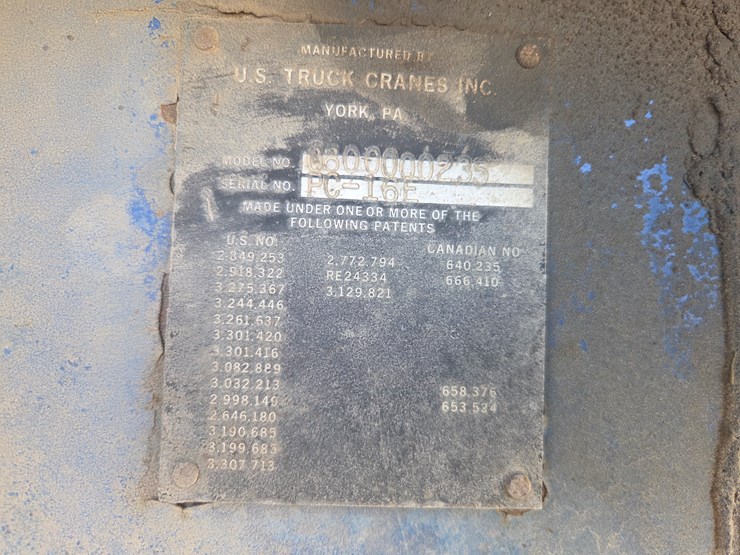 MANUFACTURED BY
U.S. TRUCK CRANES INC.
YORK, PA.
MODEL NO.
SERIAL NO. PC-16E
MADE UNDER ONE OR MORE OF THE
FOLLOWING PATENTS
U.S. NO. CANADIAN NO
2.349.253 2.772.794 640.235
2.918.322 RE24334 666.410
3.275.367 3.129.821
3.244.446
3.261.637
3.301.420
3.301.416
3.082.889
3.032.213 658.376
2.998.149 653.534
2.646.180
3.190.685
3.199.683
3.307.713